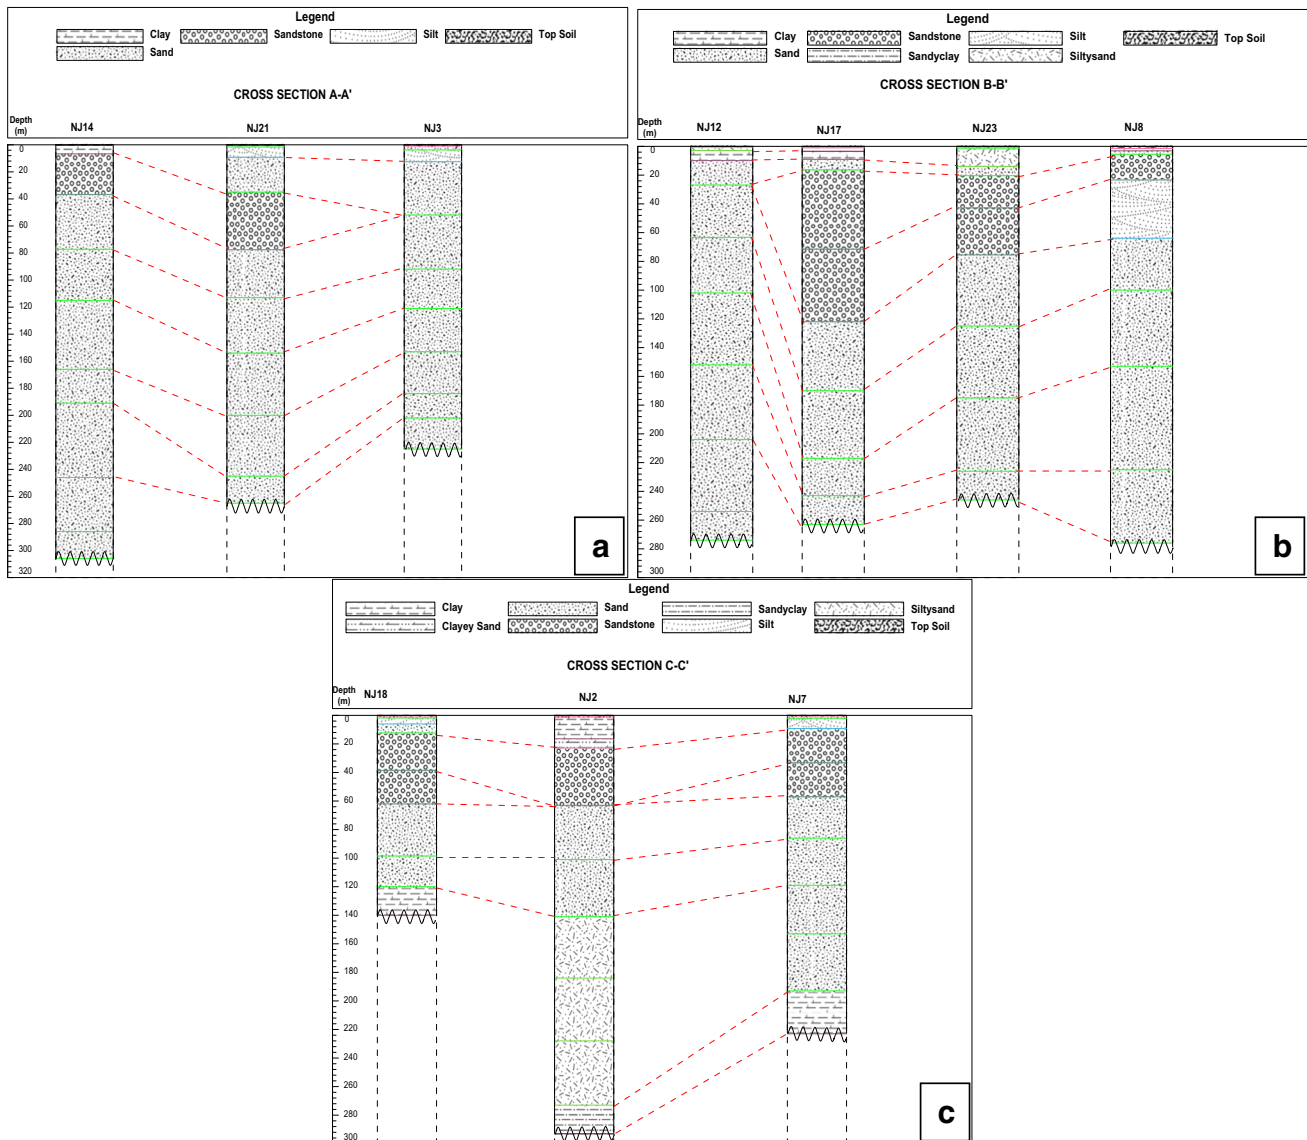 Legend
Clay Sandstone Silt Top Soil
Sand
CROSS SECTION A-A'
Depth
(m)
NJ14 NJ21 NJ3
0
20
40
60
80
100
120
140
160
180
200
220
240
260
280
300
320
a
Legend
Clay Sandstone Silt Top Soil
Sand Sandyclay Siltysand
CROSS SECTION B-B'
Depth
(m)
NJ12 NJ17 NJ23 NJ8
0
20
40
60
80
100
120
140
160
180
200
220
240
260
280
300
b
Legend
Clay Sand Sandyclay Siltysand
Clayey Sand Sandstone Silt Top Soil
CROSS SECTION C-C'
Depth
(m)
NJ18 NJ2 NJ7
0
20
40
60
80
100
120
140
160
180
200
220
240
260
280
300
c